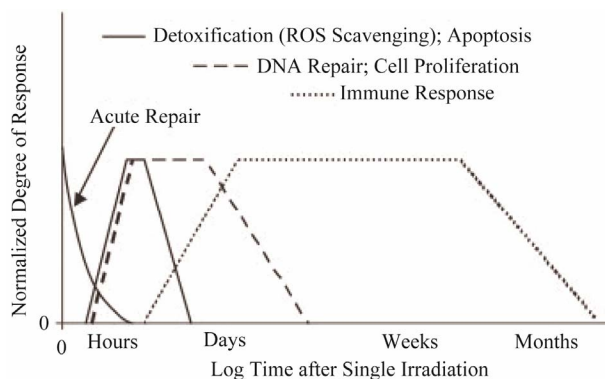 Detoxification (ROS Scavenging); Apoptosis
DNA Repair; Cell Proliferation
Immune Response
Acute Repair
Normalized Degree of Response
0
0
Hours
Days
Weeks
Months
Log Time after Single Irradiation